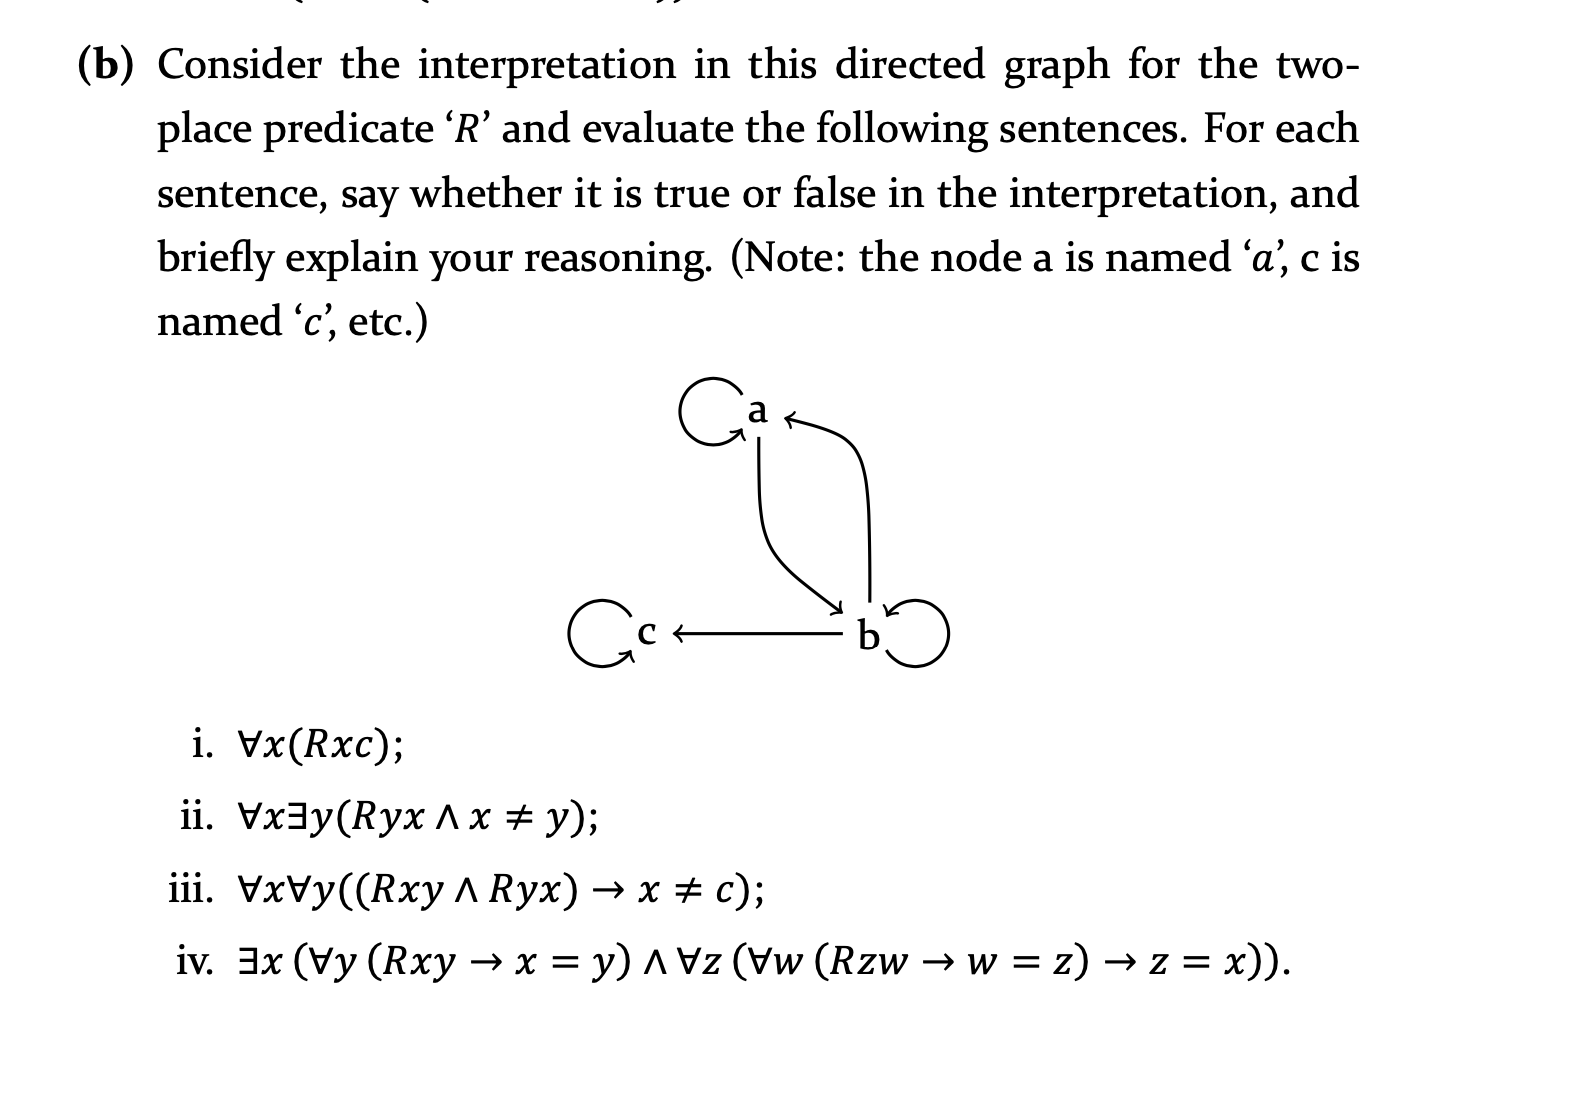 (b) Consider the interpretation in this directed graph for the two-
place predicate ‘R’ and evaluate the following sentences. For each
sentence, say whether it is true or false in the interpretation, and
briefly explain your reasoning. (Note: the node a is named ‘a’, c is
named ‘c’, etc.)
a
c
b
i. ∀x(Rxc);
ii. ∀x∃y(Ryx ∧ x ≠ y);
iii. ∀x∀y((Rxy ∧ Ryx) → x ≠ c);
iv. ∃x (∀y (Rxy → x = y) ∧ ∀z (∀w (Rzw → w = z) → z = x)).